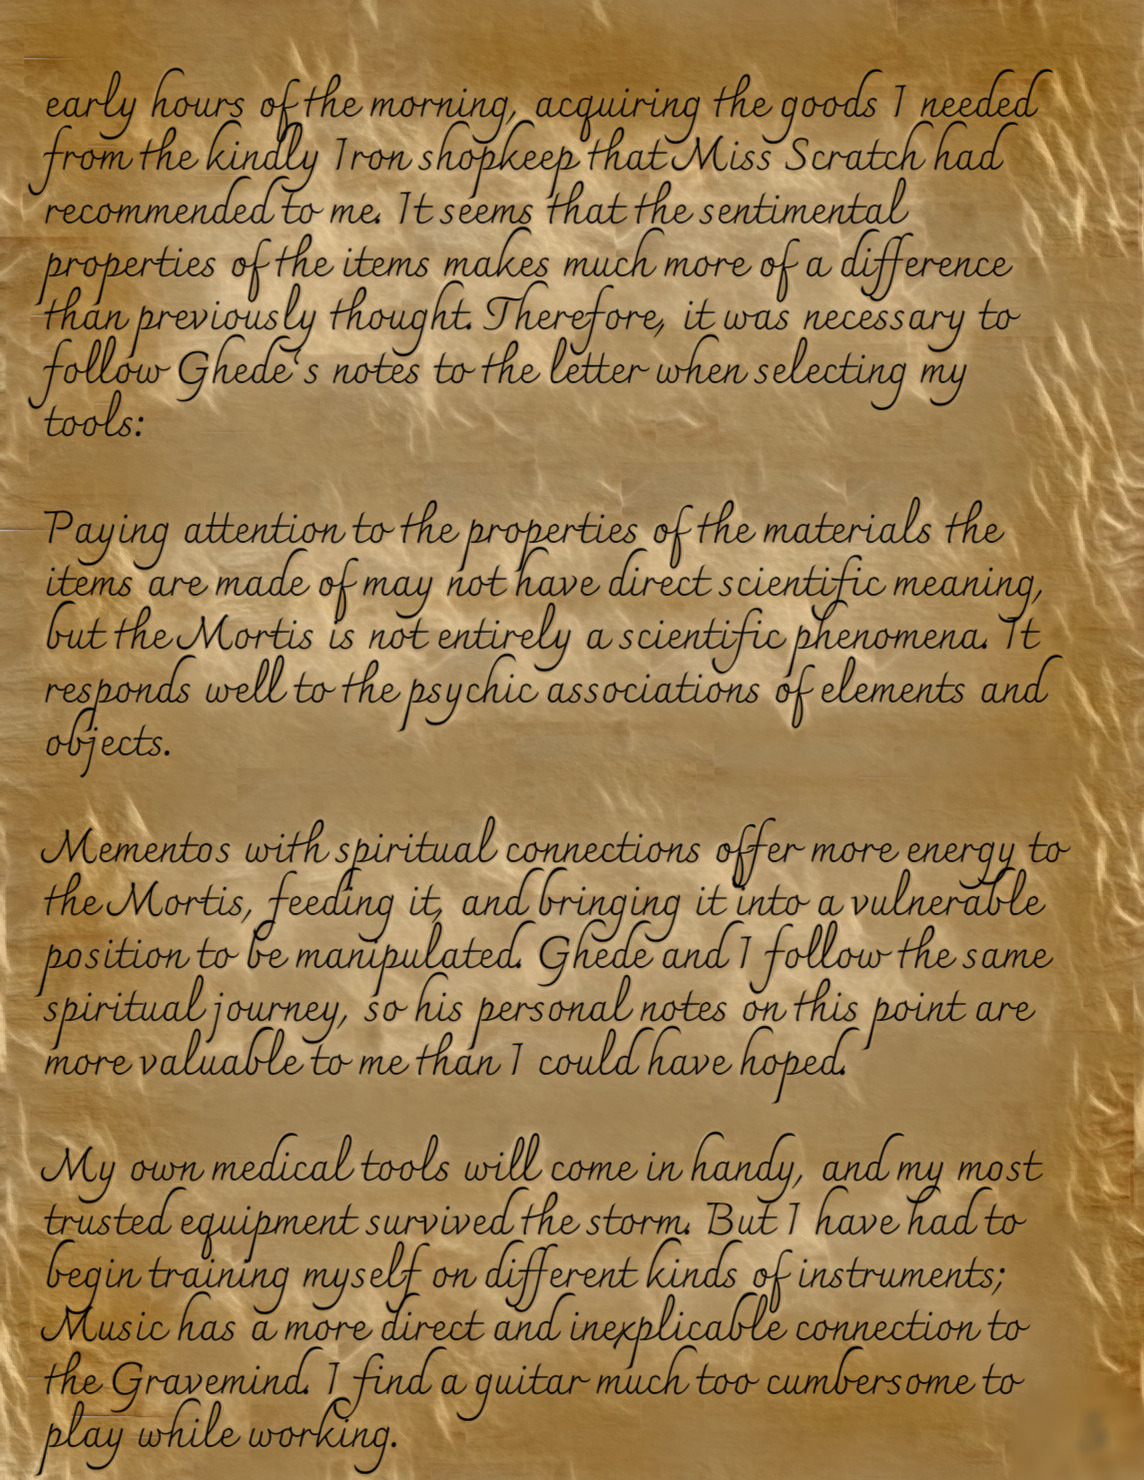 early hours of the morning, acquiring the goods I needed
from the kindly Iron shopkeep that Miss Scratch had
recommended to me. It seems that the sentimental
properties of the items makes much more of a difference
than previously thought. Therefore, it was necessary to
follow Ghede's notes to the letter when selecting my
tools:
Paying attention to the properties of the materials the
items are made of may not have direct scientific meaning,
but the Mortis is not entirely a scientific phenomena. It
responds well to the psychic associations of elements and
objects.
Mementos with spiritual connections offer more energy to
the Mortis, feeding it, and bringing it into a vulnerable
position to be manipulated. Ghede and I follow the same
spiritual journey, so his personal notes on this point are
more valuable to me than I could have hoped.
My own medical tools will come in handy, and my most
trusted equipment survived the storm. But I have had to
begin training myself on different kinds of instruments;
Music has a more direct and inexplicable connection to
the Gravemind. I find a guitar much too cumbersome to
play while working.